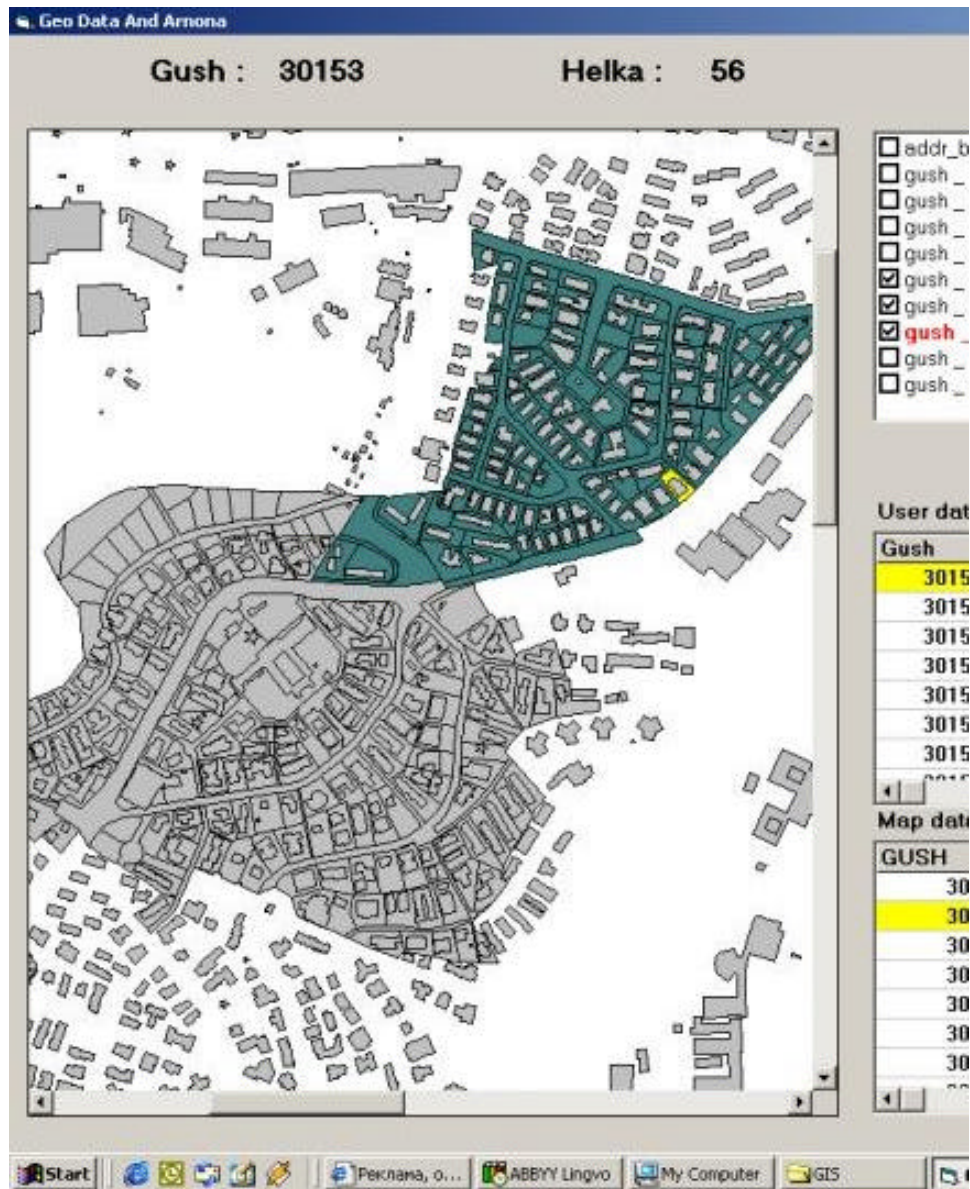 Geo Data And Arnona
Gush : 30153 Helka : 56
addr_b
gush _
gush _
gush _
gush _
gush _
gush _
gush _
gush _
gush _
User dat
Gush
3015
3015
3015
3015
3015
3015
3015
Map data
GUSH
30
30
30
30
30
30
30
Start
Реклама, о...
ABBYY Lingvo
My Computer
GIS